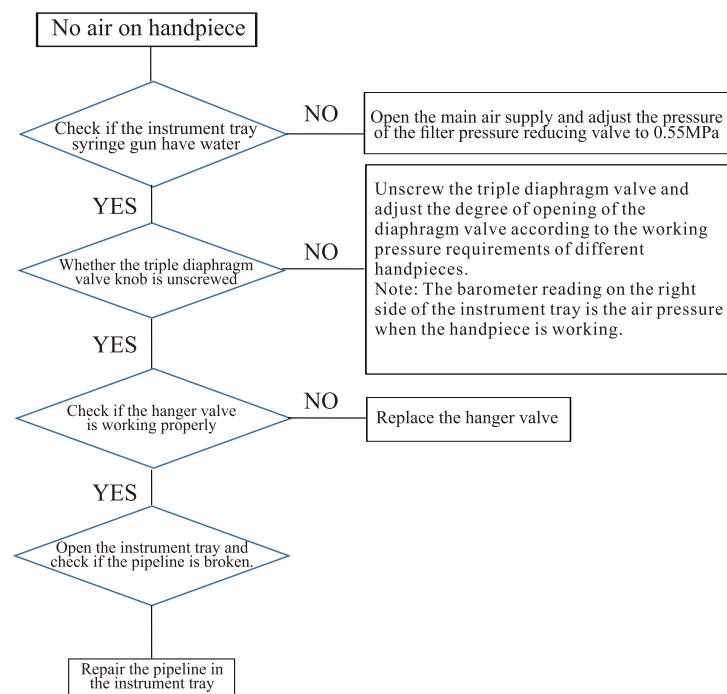 No air on handpiece
Check if the instrument tray
syringe gun have water
NO
Open the main air supply and adjust the pressure
of the filter pressure reducing valve to 0.55MPa
YES
Whether the triple diaphragm
valve knob is unscrewed
NO
Unscrew the triple diaphragm valve and
adjust the degree of opening of the
diaphragm valve according to the working
pressure requirements of different
handpieces.
Note: The barometer reading on the right
side of the instrument tray is the air pressure
when the handpiece is working.
YES
Check if the hanger valve
is working properly
NO
Replace the hanger valve
YES
Open the instrument tray and
check if the pipeline is broken.
Repair the pipeline in
the instrument tray